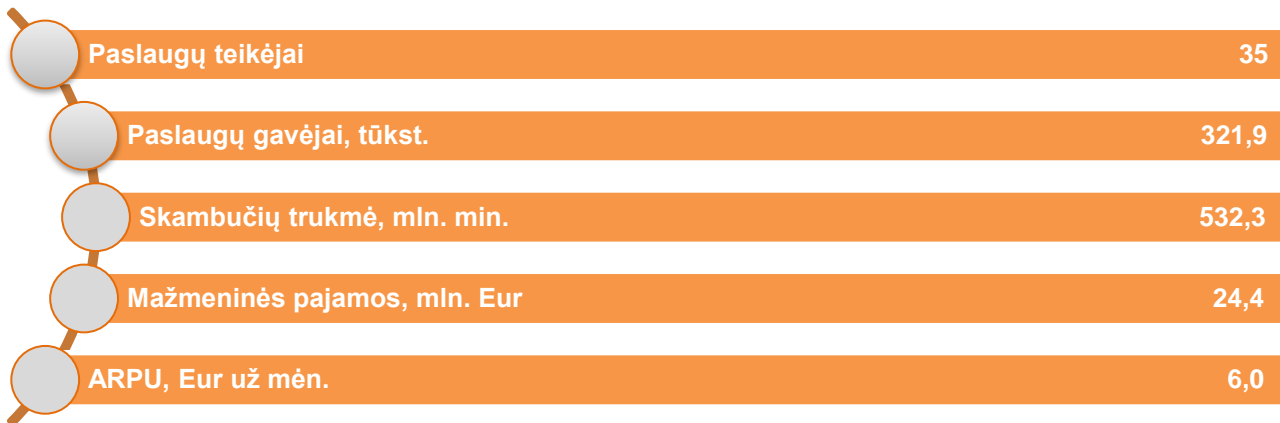 Paslaugų teikėjai 35
Paslaugų gavėjai, tūkst. 321,9
Skambučių trukmė, mln. min. 532,3
Mažmeninės pajamos, mln. Eur 24,4
ARPU, Eur už mėn. 6,0